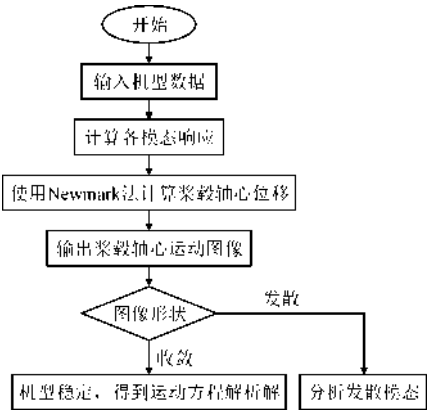 开始
输入机型数据
计算各模态响应
使用Newmark法计算桨毂轴心位移
输出桨毂轴心运动图像
图像形状
发散
收敛
机型稳定，得到运动方程解析解
分析发散模态